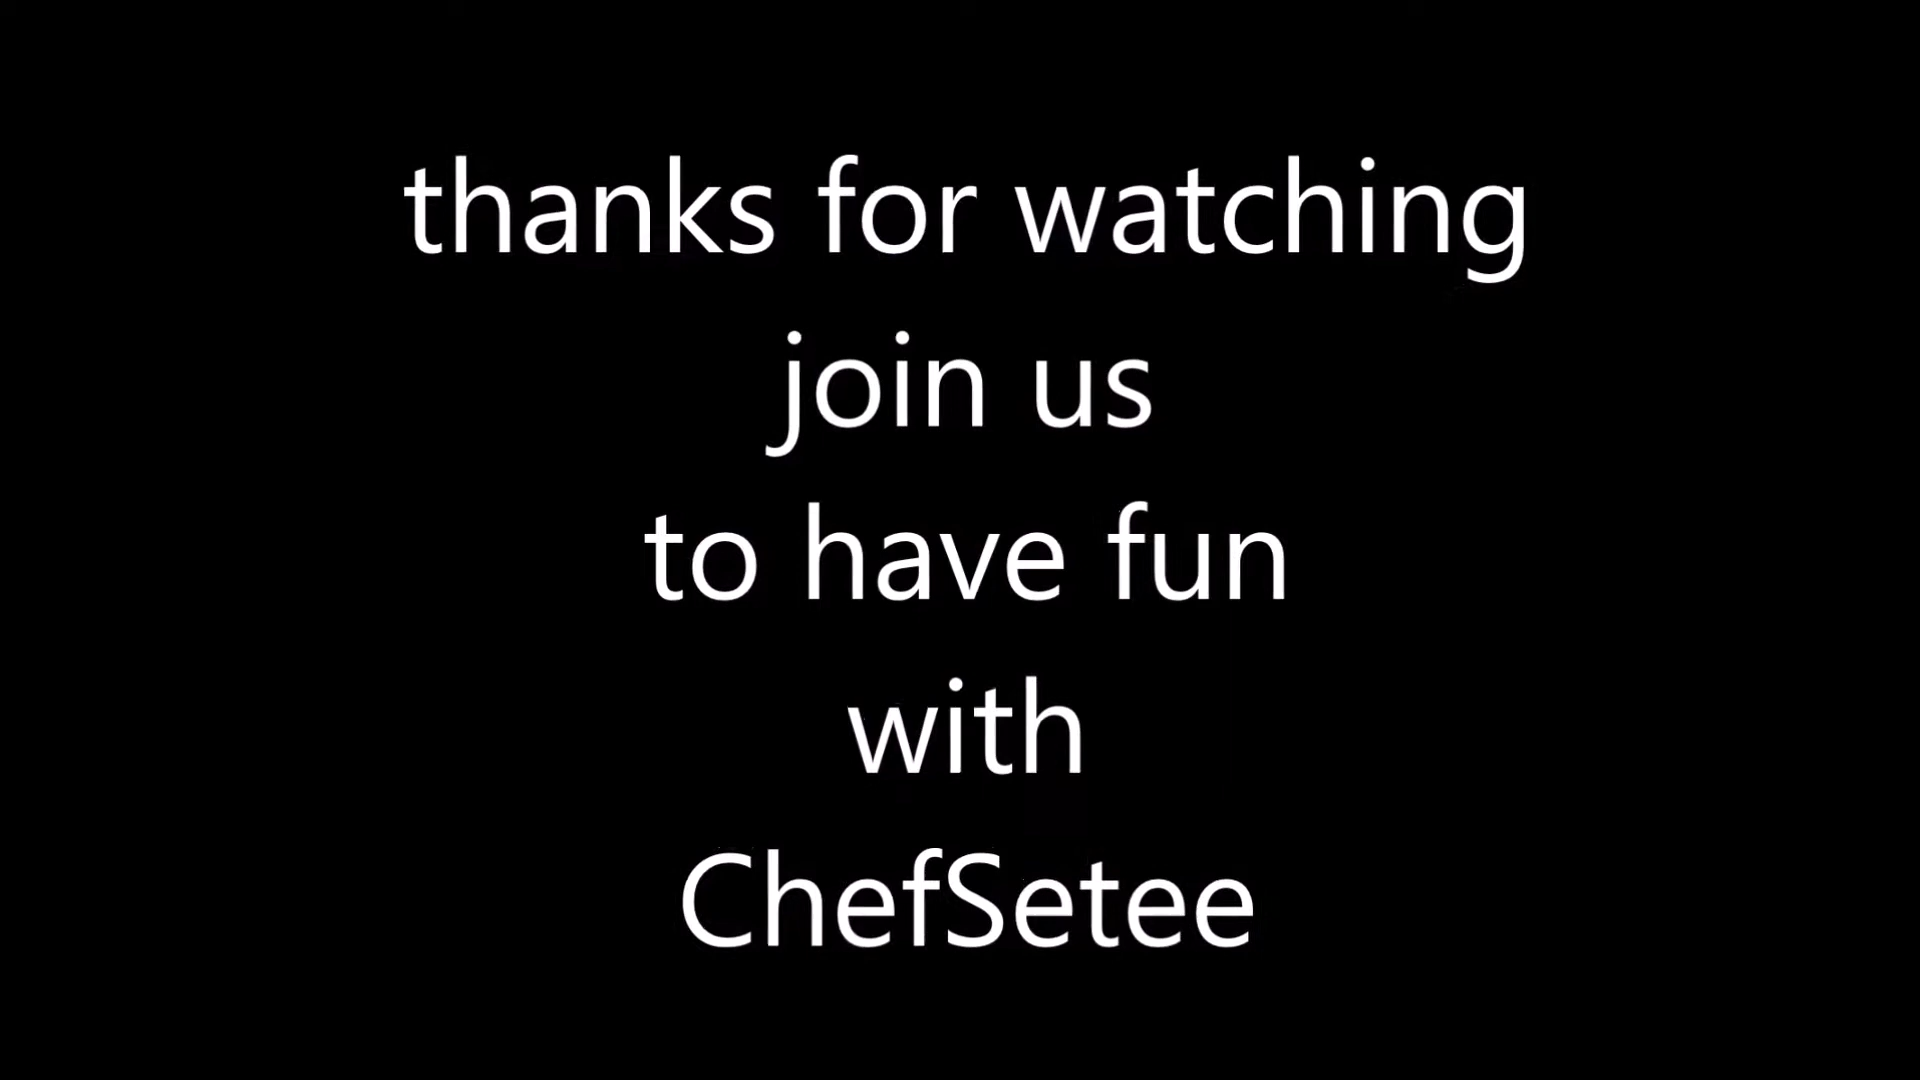 thanks for watching
join us
to have fun
with
ChefSetee